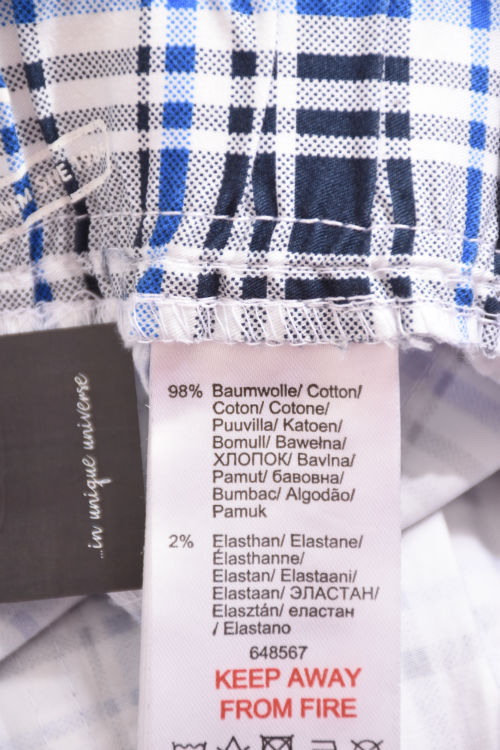 ...in unique universe
98% Baumwolle/ Cotton/
Coton/ Cotone/
Puuvilla/ Katoen/
Bomull/ Bawełna/
ХЛОПОК/ Bavlna/
Pamut/ бавовна/
Bumbac/ Algodão/
Pamuk
2% Elasthan/ Elastane/
Élasthanne/
Elastan/ Elastaani/
Elastaan/ ЭЛАСТАН/
Elasztán/ еластан
/ Elastano
648567
KEEP AWAY
FROM FIRE